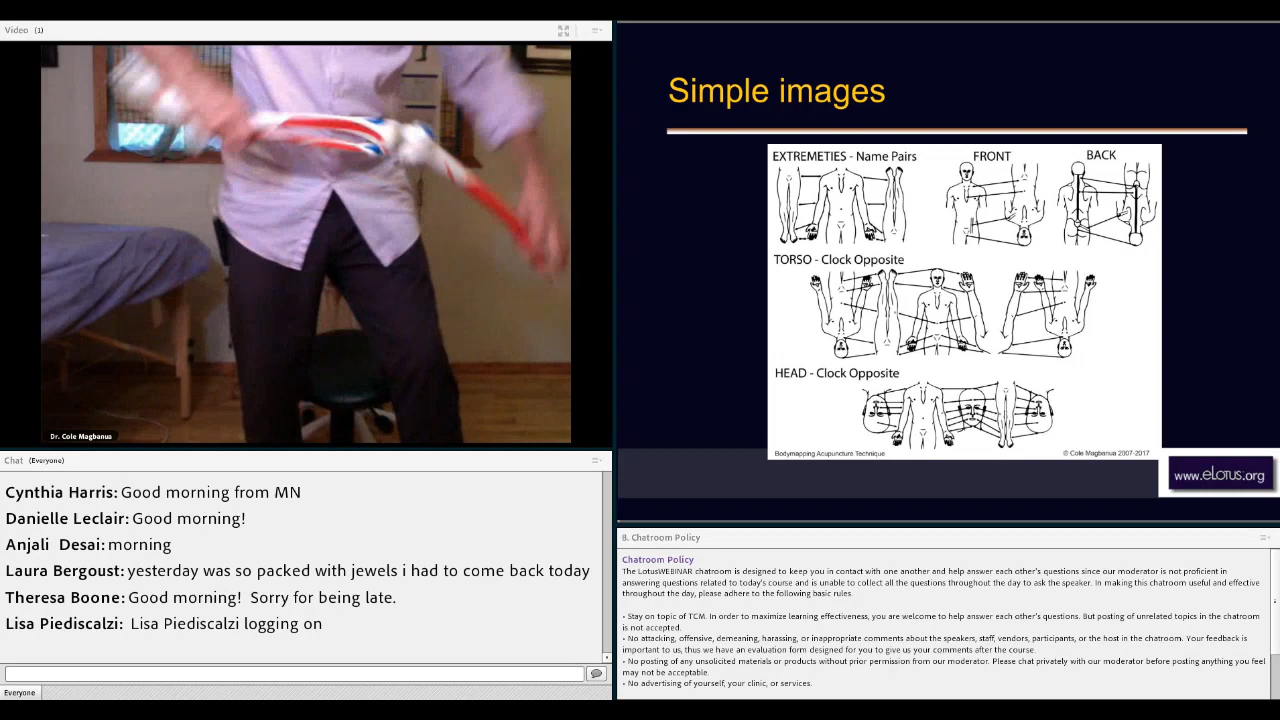 Video (1)
Dr. Cole Magbanua
Simple images
EXTREMETIES - Name Pairs
FRONT
BACK
TORSO - Clock Opposite
HEAD - Clock Opposite
Bodymapping Acupuncture Technique
© Cole Magbanua 2007-2017
www.eLotus.org
Chat (Everyone)
Cynthia Harris: Good morning from MN
Danielle Leclair: Good morning!
Anjali Desai: morning
Laura Bergoust: yesterday was so packed with jewels i had to come back today
Theresa Boone: Good morning! Sorry for being late.
Lisa Piediscalzi: Lisa Piediscalzi logging on
Everyone
B. Chatroom Policy
Chatroom Policy
The LotusWEBINAR chatroom is designed to keep you in contact with one another and help answer each other's questions since our moderator is not proficient in
answering questions related to today's course and is unable to collect all the questions throughout the day to ask the speaker. In making this chatroom useful and effective
throughout the day, please adhere to the following basic rules.
• Stay on topic of TCM. In order to maximize learning effectiveness, you are welcome to help answer each other's questions. But posting of unrelated topics in the chatroom
is not accepted.
• No attacking, offensive, demeaning, harassing, or inappropriate comments about the speakers, staff, vendors, participants, or the host in the chatroom. Your feedback is
important to us, thus we have an evaluation form designed for you to give us your comments after the course.
• No posting of any unsolicited materials or products without prior permission from our moderator. Please chat privately with our moderator before posting anything you feel
may not be acceptable.
• No advertising of yourself, your clinic, or services.